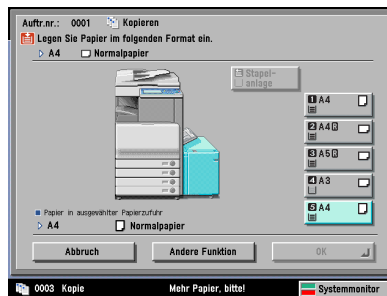 Auftr.nr.: 0001 Kopieren
Legen Sie Papier im folgenden Format ein.
A4 Normalpapier
Stapel-
anlage
1 A4
2 A4R
3 A5R
4 A3
5 A4
Papier in ausgewählter Papierzufuhr
A4 Normalpapier
Abbruch Andere Funktion OK
0003 Kopie Mehr Papier, bitte! Systemmonitor